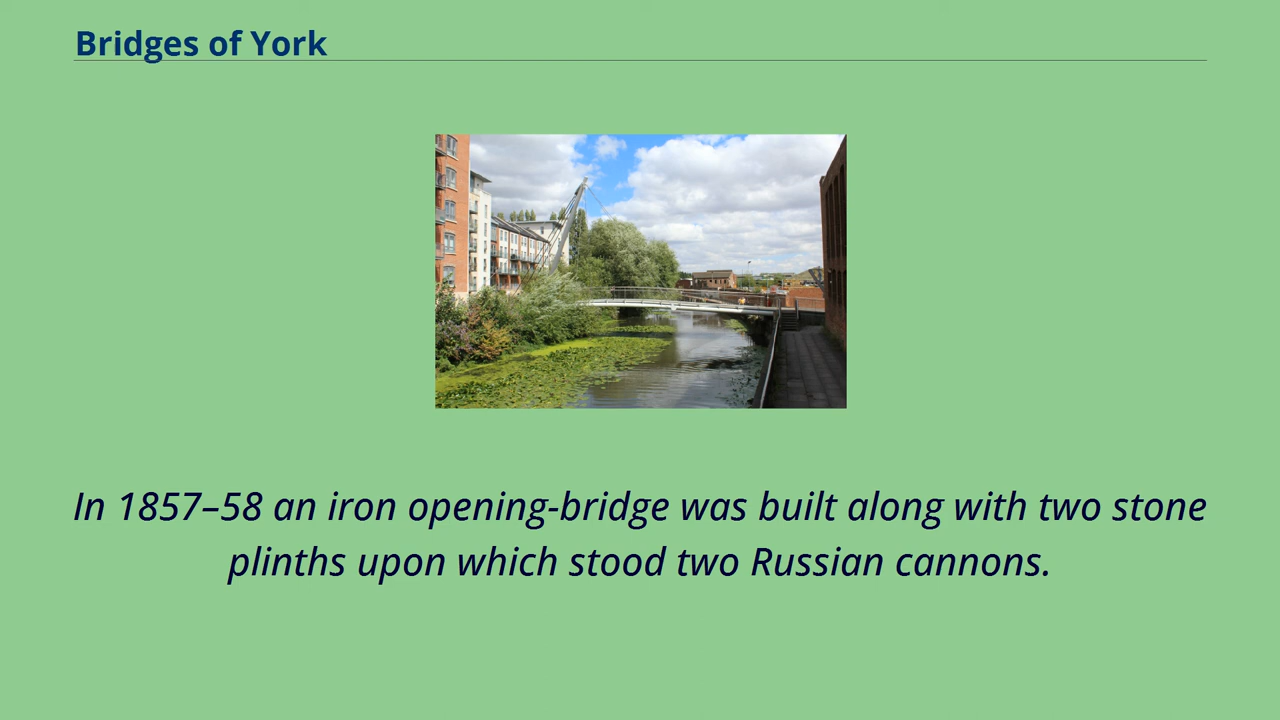 Bridges of York
In 1857–58 an iron opening-bridge was built along with two stone
plinths upon which stood two Russian cannons.